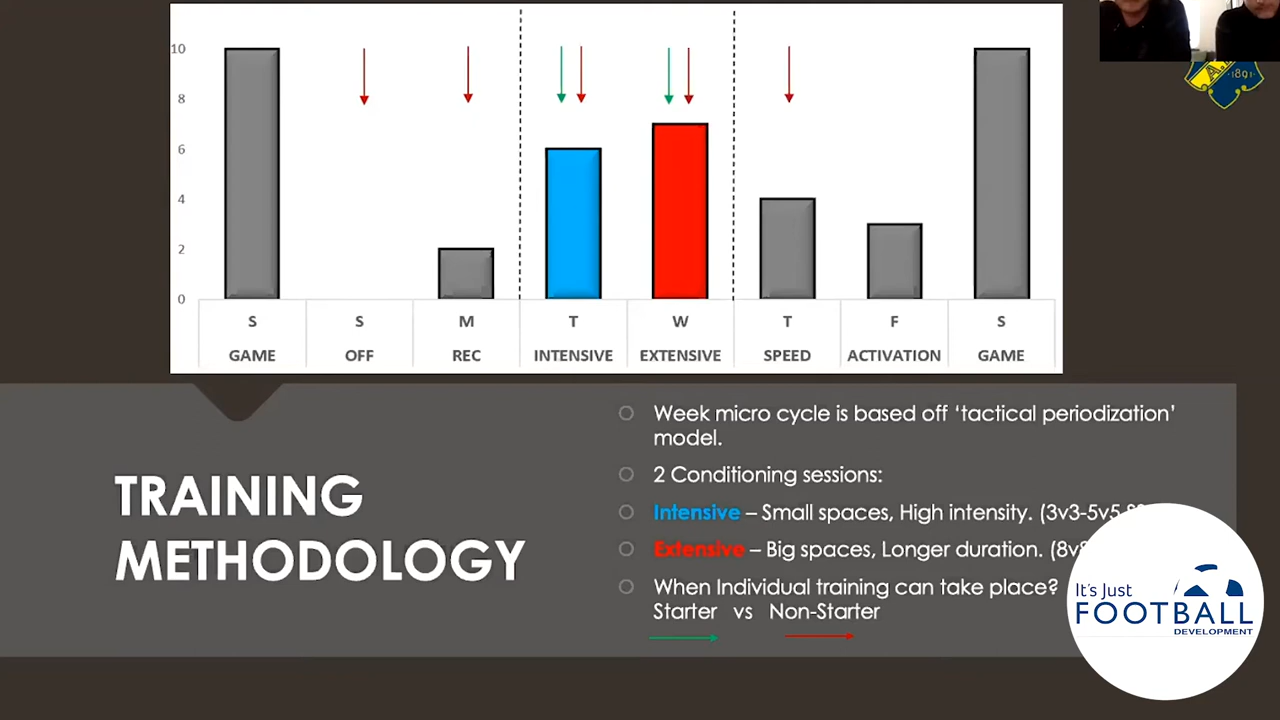 10
8
6
4
2
0
S S M T W T F S
GAME OFF REC INTENSIVE EXTENSIVE SPEED ACTIVATION GAME
1891
TRAINING
METHODOLOGY
Week micro cycle is based off ‘tactical periodization’
model.
2 Conditioning sessions:
Intensive – Small spaces, High intensity. (3v3-5v5
Extensive – Big spaces, Longer duration.
When Individual training can take place?
Starter vs Non-Starter
It's Just
FOOTBALL
DEVELOPMENT